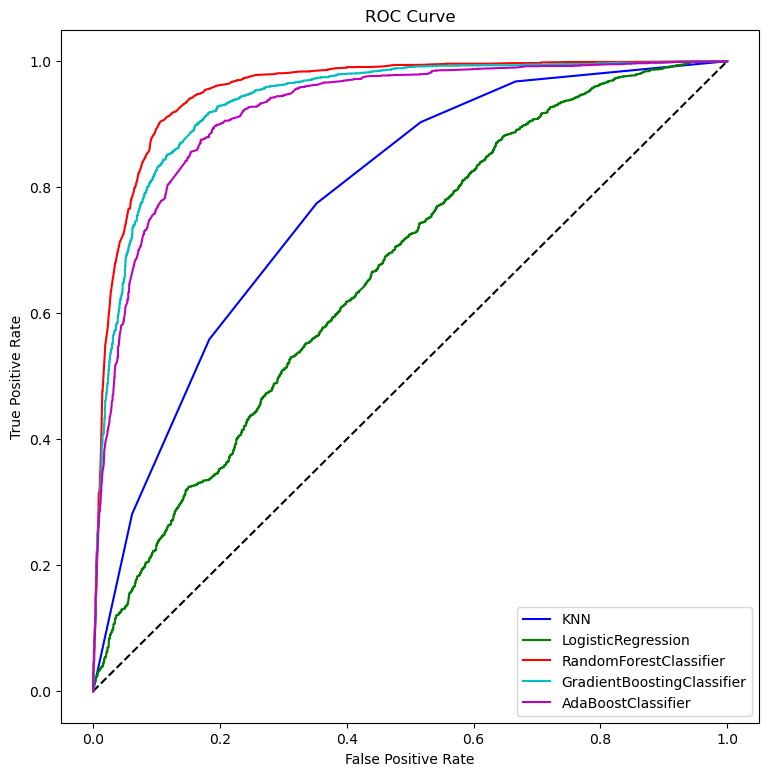 ROC Curve
True Positive Rate
1.0
0.8
0.6
0.4
0.2
0.0
KNN
LogisticRegression
RandomForestClassifier
GradientBoostingClassifier
AdaBoostClassifier
0.0 0.2 0.4 0.6 0.8 1.0
False Positive Rate